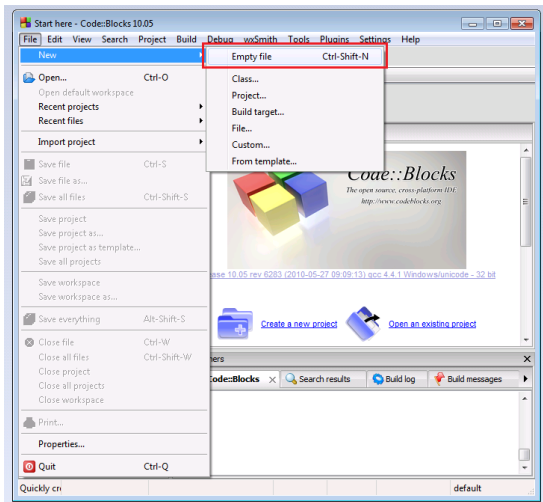 Start here - Code::Blocks 10.05
File Edit View Search Project Build Debug wxSmith Tools Plugins Settings Help
New
Empty file Ctrl-Shift-N
Class...
Project...
Build target...
File...
Custom...
From template...
Open... Ctrl-O
Open default workspace
Recent projects
Recent files
Import project
Save file Ctrl-S
Save file as...
Save all files Ctrl-Shift-S
Save project
Save project as...
Save project as template...
Save all projects
Save workspace
Save workspace as...
Save everything Alt-Shift-S
Close file Ctrl-W
Close all files Ctrl-Shift-W
Close project
Close all projects
Close workspace
Print...
Properties...
Quit Ctrl-Q
Code::Blocks
The open source, cross-platform IDE
http://www.codeblocks.org
ase 10.05 rev 6283 (2010-05-27 09:09:13) gcc 4.4.1 Windows/unicode - 32 bit
Create a new project Open an existing project
hers
Code::Blocks Search results Build log Build messages
Quickly cr default